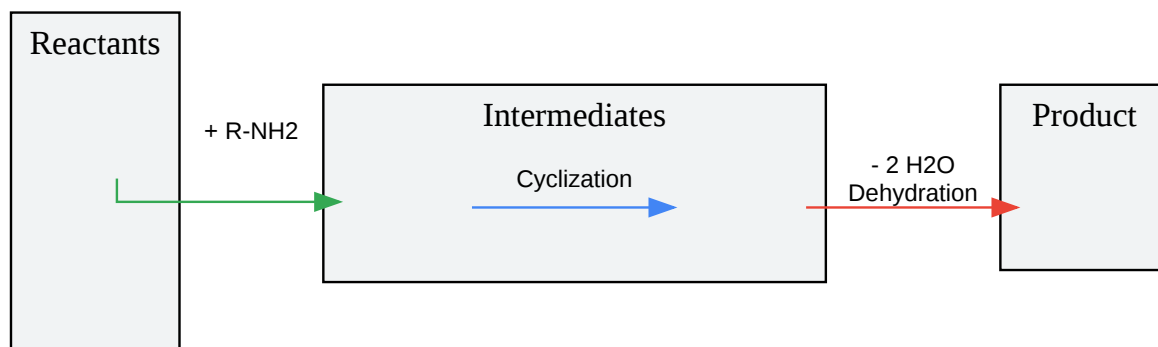 Reactants
+ R-NH2
Intermediates
Cyclization
- 2 H2O
Dehydration
Product